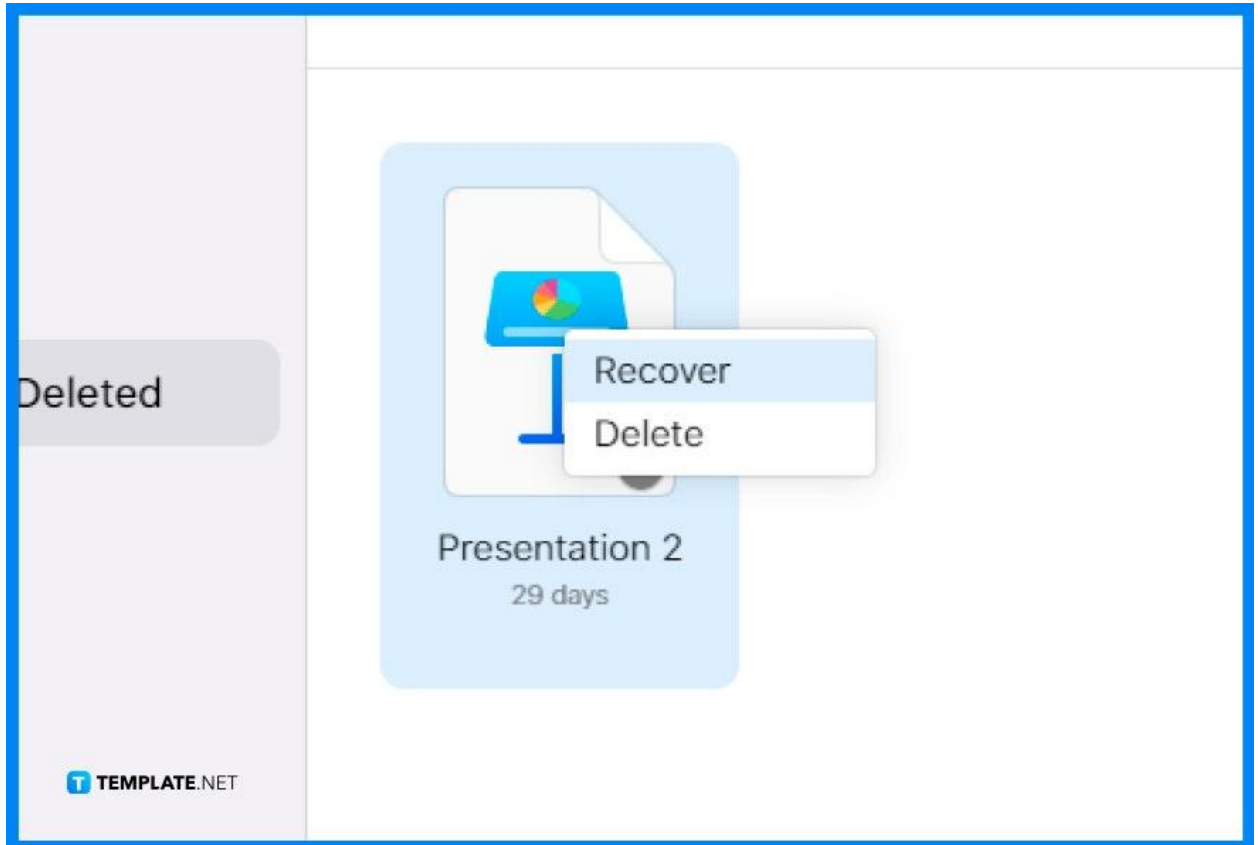 Deleted
Recover
Delete
Presentation 2
29 days
TEMPLATE.NET